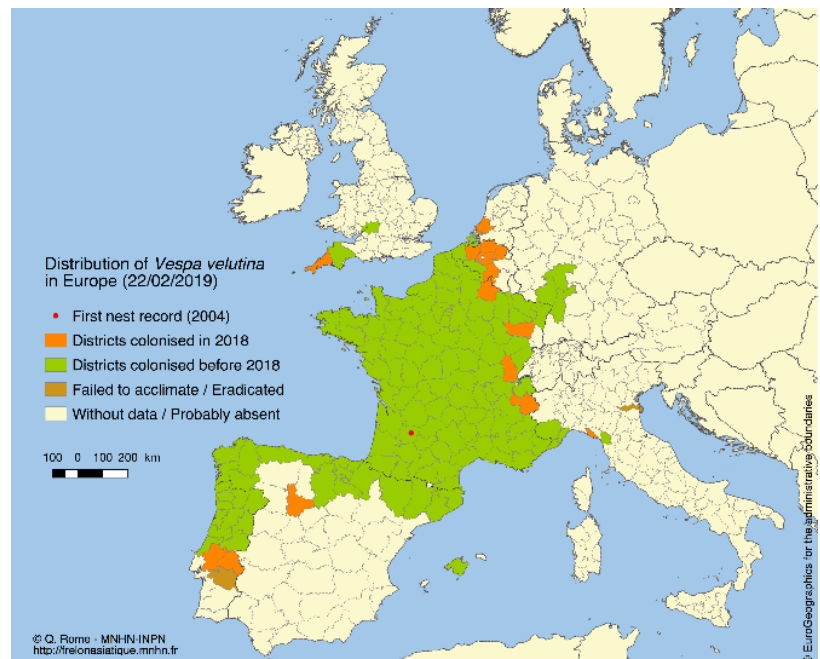 Distribution of Vespa velutina
in Europe (22/02/2019)
First nest record (2004)
Districts colonised in 2018
Districts colonised before 2018
Failed to acclimate / Eradicated
Without data / Probably absent
100 0 100 200 km
© Q. Rome - MNHN-INPN
http://frelonasiatique.mnhn.fr
© EuroGeographics for the administrative boundaries